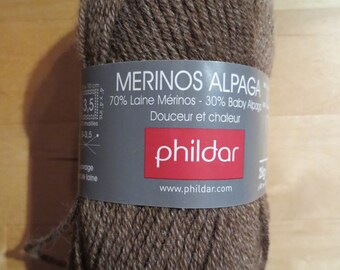 MERINOS ALPAGA
70% Laine Mérinos - 30% Baby Alpaga
Douceur et chaleur
phildar
www.phildar.com
3,5